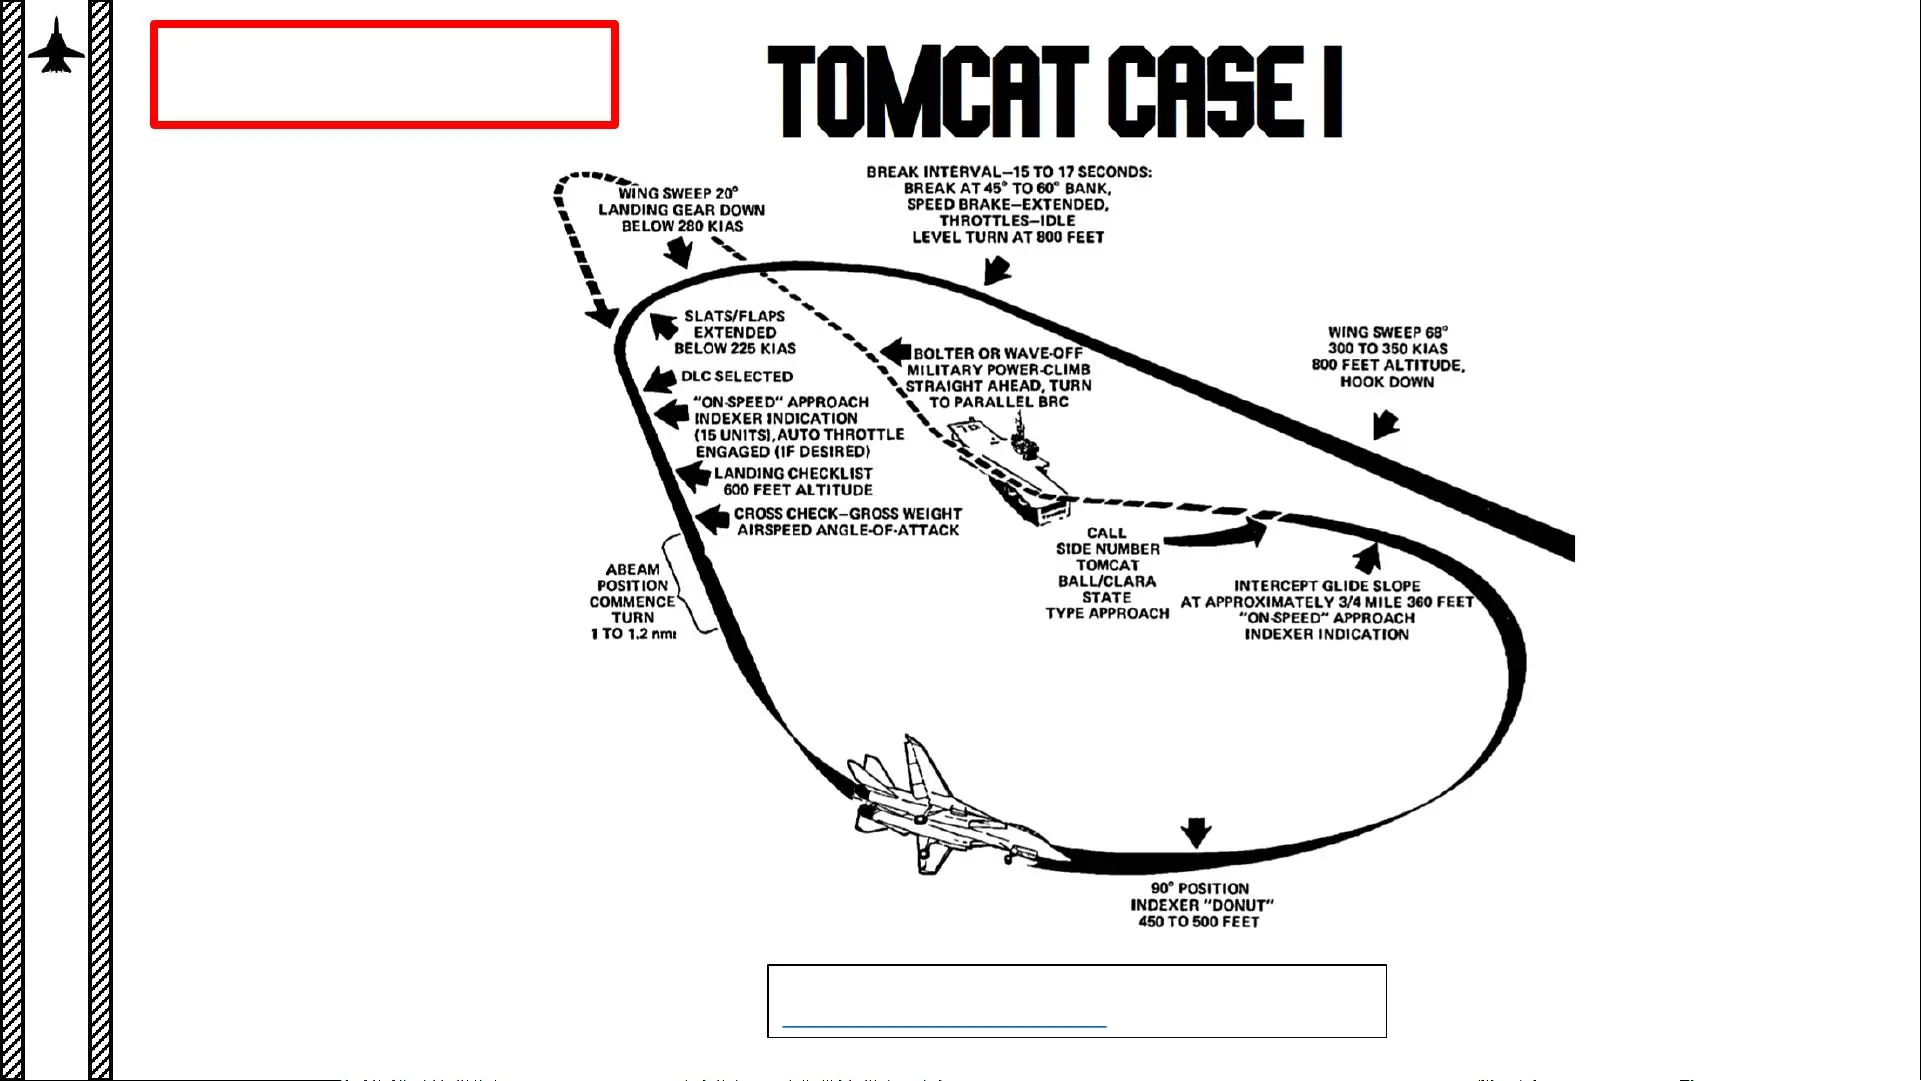 TOMCAT CASE I
BREAK INTERVAL–15 TO 17 SECONDS:
BREAK AT 45° TO 60° BANK,
SPEED BRAKE–EXTENDED,
THROTTLES–IDLE
LEVEL TURN AT 800 FEET
WING SWEEP 20°
LANDING GEAR DOWN
BELOW 280 KIAS
WING SWEEP 68°
300 TO 350 KIAS
800 FEET ALTITUDE,
HOOK DOWN
SLATS/FLAPS
EXTENDED
BELOW 225 KIAS
BOLTER OR WAVE-OFF
MILITARY POWER-CLIMB
STRAIGHT AHEAD, TURN
TO PARALLEL BRC
DLC SELECTED
"ON-SPEED" APPROACH
INDEXER INDICATION
(15 UNITS), AUTO THROTTLE
ENGAGED (IF DESIRED)
LANDING CHECKLIST
600 FEET ALTITUDE
CROSS CHECK–GROSS WEIGHT
AIRSPEED ANGLE-OF-ATTACK
ABEAM
POSITION
COMMENCE
TURN
1 TO 1.2 nmi
CALL
SIDE NUMBER
TOMCAT
BALL/CLARA
STATE
TYPE APPROACH
INTERCEPT GLIDE SLOPE
AT APPROXIMATELY 3/4 MILE 360 FEET
"ON-SPEED" APPROACH
INDEXER INDICATION
90° POSITION
INDEXER "DONUT"
450 TO 500 FEET